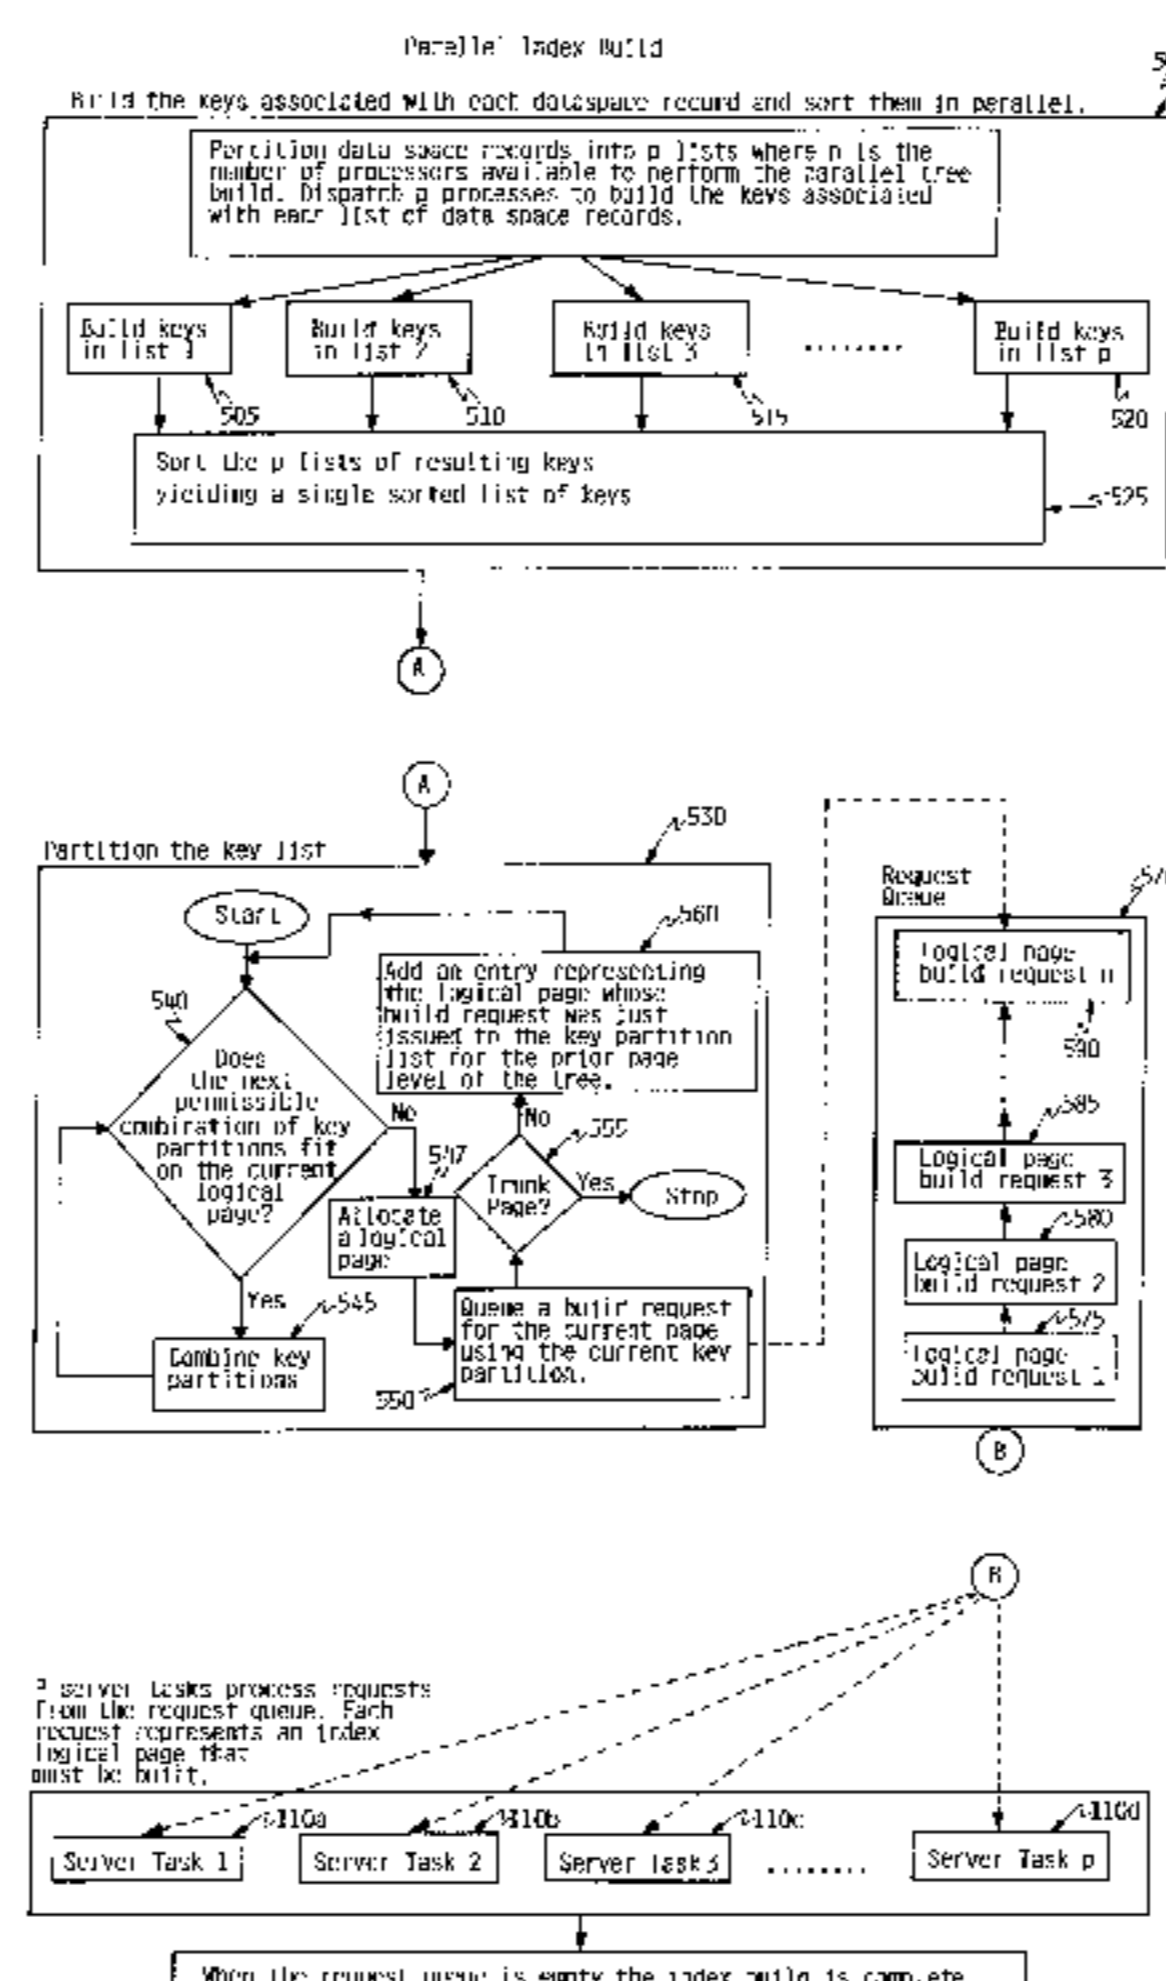 Parallel Index Build
Build the keys associated with each dataspace record and sort them in parallel.
Partition data space records into p lists where p is the
number of processors available to perform the parallel tree
build. Dispatch p processes to build the keys associated
with each list of data space records.
Build keys
in list 1
Build keys
in list 2
Build keys
in list 3
Build keys
in list p
505
510
515
520
Sort the p lists of resulting keys
yielding a single sorted list of keys
525
A
A
530
Partition the key list
Start
560
Add an entry representing
the logical page whose
build request was just
issued to the key partition
list for the prior page
level of the tree.
540
Does
the next
permissible
combination of key
partitions fit
on the current
logical
page?
No
547
Allocate
a logical
page
No
555
Trunk
Page?
Yes
Stop
Yes
545
Combine key
partitions
Queue a build request
for the current page
using the current key
partition.
550
Request
Queue
Logical page
build request n
590
585
Logical page
build request 3
580
Logical page
build request 2
575
Logical page
build request 1
B
B
P server tasks process requests
from the request queue. Each
request represents an index
logical page that
must be built.
110a
110b
110c
110d
Server Task 1
Server Task 2
Server Task 3
Server Task p
When the request queue is empty the index build is complete